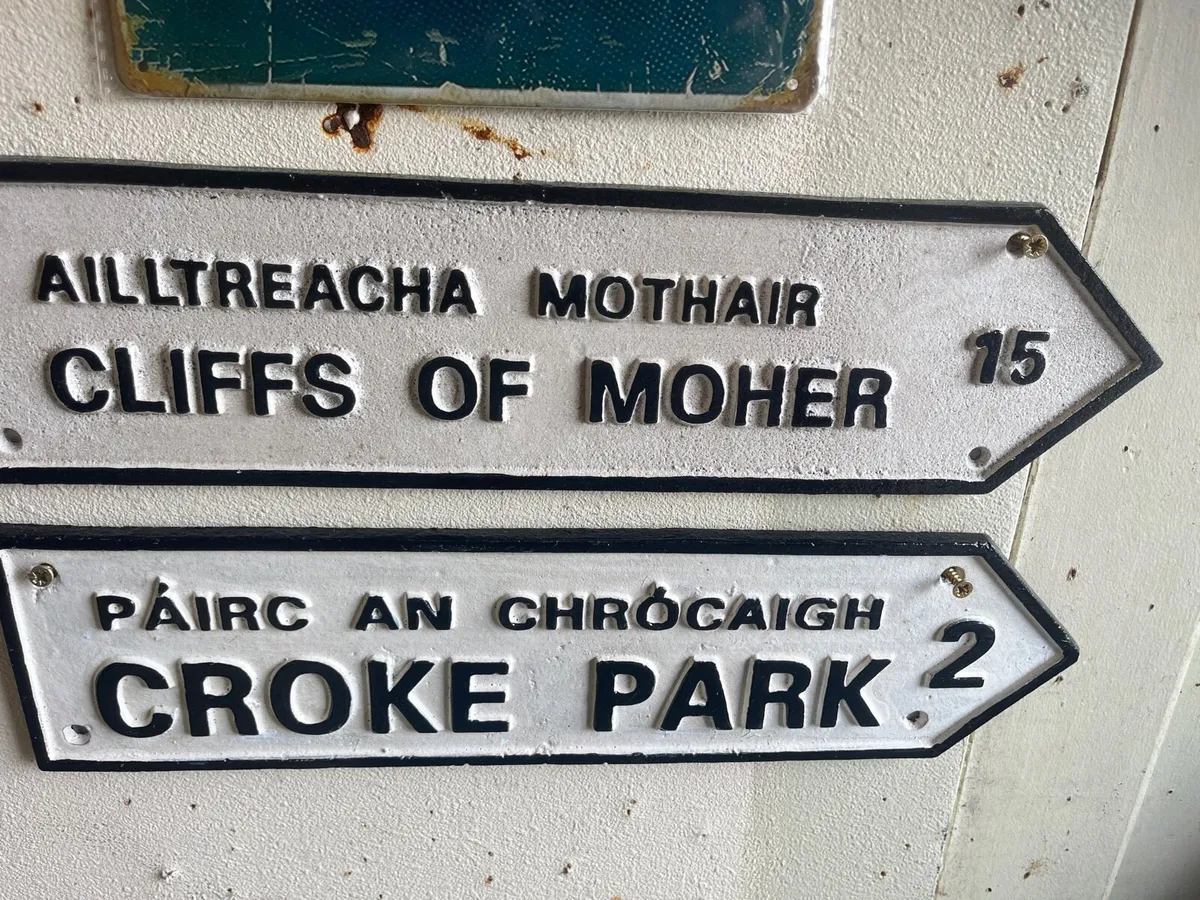 AILLTREACHA MOTHAIR
CLIFFS OF MOHER 15
PÁIRC AN CHRÓCAIGH
CROKE PARK 2